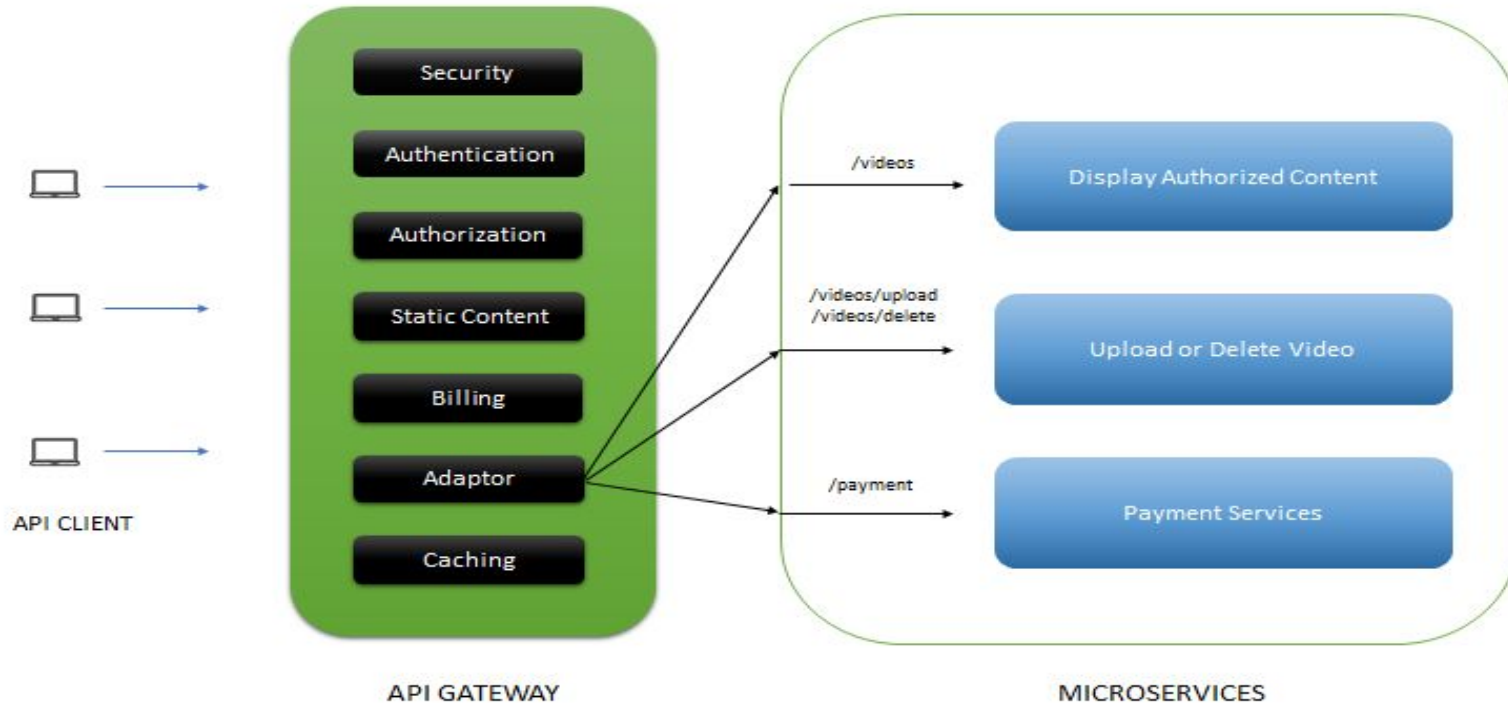 Security
Authentication
Authorization
Static Content
Billing
Adaptor
Caching
API CLIENT
API GATEWAY
/videos
/videos/upload
/videos/delete
/payment
Display Authorized Content
Upload or Delete Video
Payment Services
MICROSERVICES